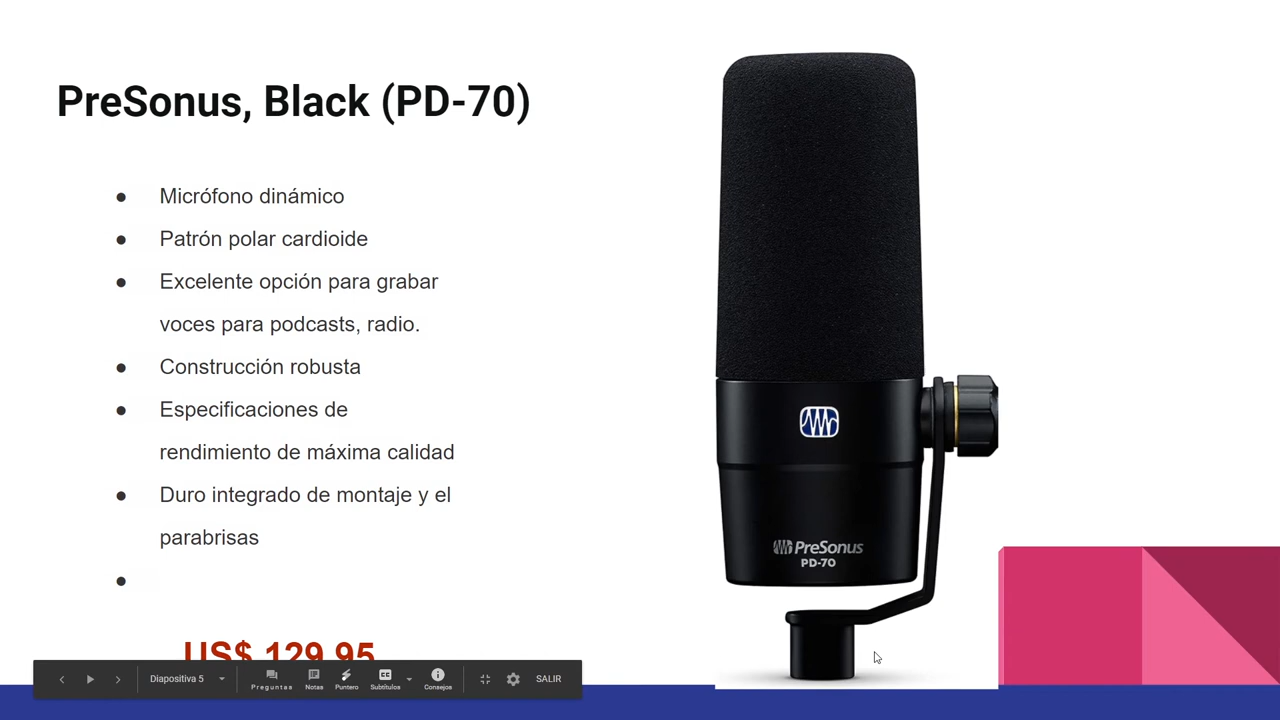 PreSonus, Black (PD-70)
● Micrófono dinámico
● Patrón polar cardioide
● Excelente opción para grabar
voces para podcasts, radio.
● Construcción robusta
● Especificaciones de
rendimiento de máxima calidad
● Duro integrado de montaje y el
parabrisas
●
US$ 129.95
PreSonus
PD-70
Diapositiva 5
Preguntas
Notas
Puntero
CC
Subtítulos
Consejos
SALIR